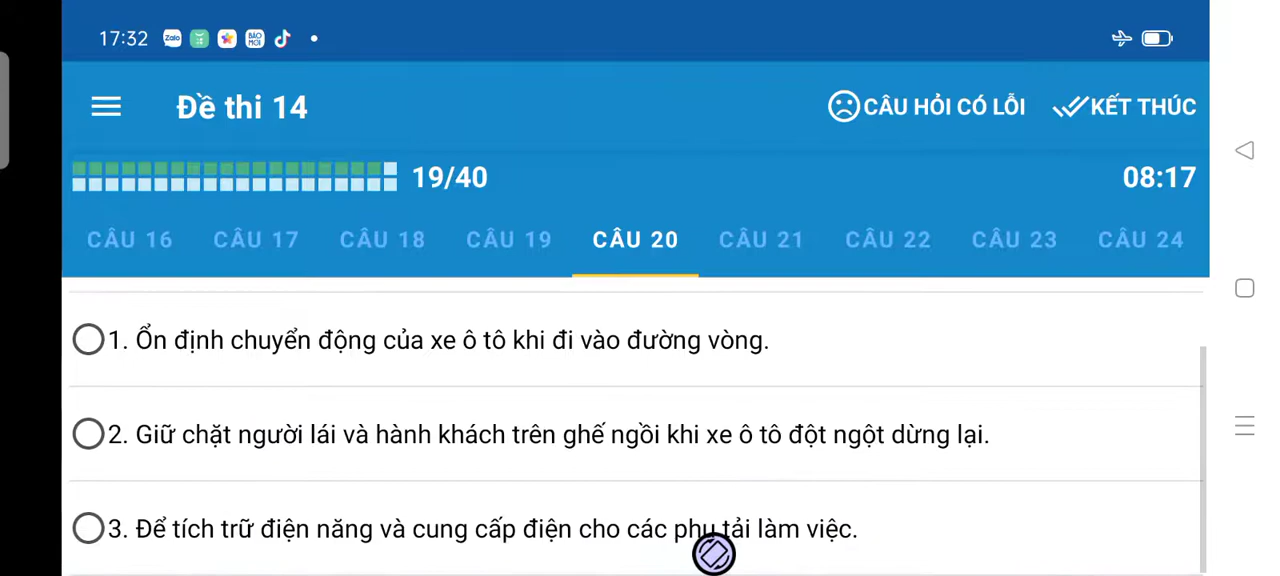 17:32 Zalo BÁO MỚI
Đề thi 14 CÂU HỎI CÓ LỖI KẾT THÚC
19/40 08:17
CÂU 16 CÂU 17 CÂU 18 CÂU 19 CÂU 20 CÂU 21 CÂU 22 CÂU 23 CÂU 24
1. Ổn định chuyển động của xe ô tô khi đi vào đường vòng.
2. Giữ chặt người lái và hành khách trên ghế ngồi khi xe ô tô đột ngột dừng lại.
3. Để tích trữ điện năng và cung cấp điện cho các phụ tải làm việc.